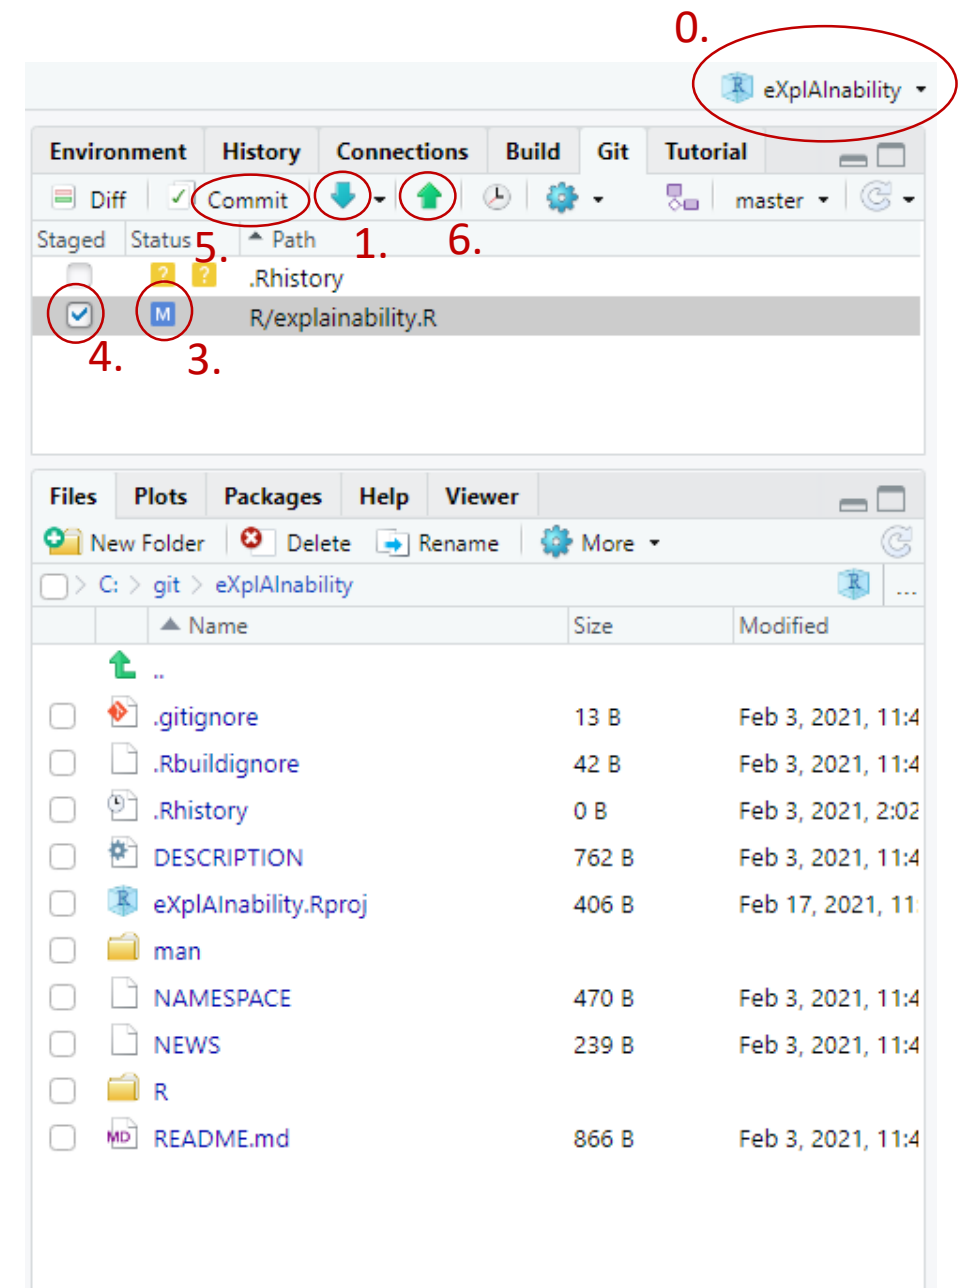 0.
eXplAInability
Environment History Connections Build Git Tutorial
Diff Commit master
5. 1. 6.
Staged Status Path
? ? .Rhistory
M R/explainability.R
4. 3.
Files Plots Packages Help Viewer
New Folder Delete Rename More
C: > git > eXplAInability R ...
Name Size Modified
..
.gitignore 13 B Feb 3, 2021, 11:4
.Rbuildignore 42 B Feb 3, 2021, 11:4
.Rhistory 0 B Feb 3, 2021, 2:02
DESCRIPTION 762 B Feb 3, 2021, 11:4
R eXplAInability.Rproj 406 B Feb 17, 2021, 11:
man
NAMESPACE 470 B Feb 3, 2021, 11:4
NEWS 239 B Feb 3, 2021, 11:4
R
MD README.md 866 B Feb 3, 2021, 11:4